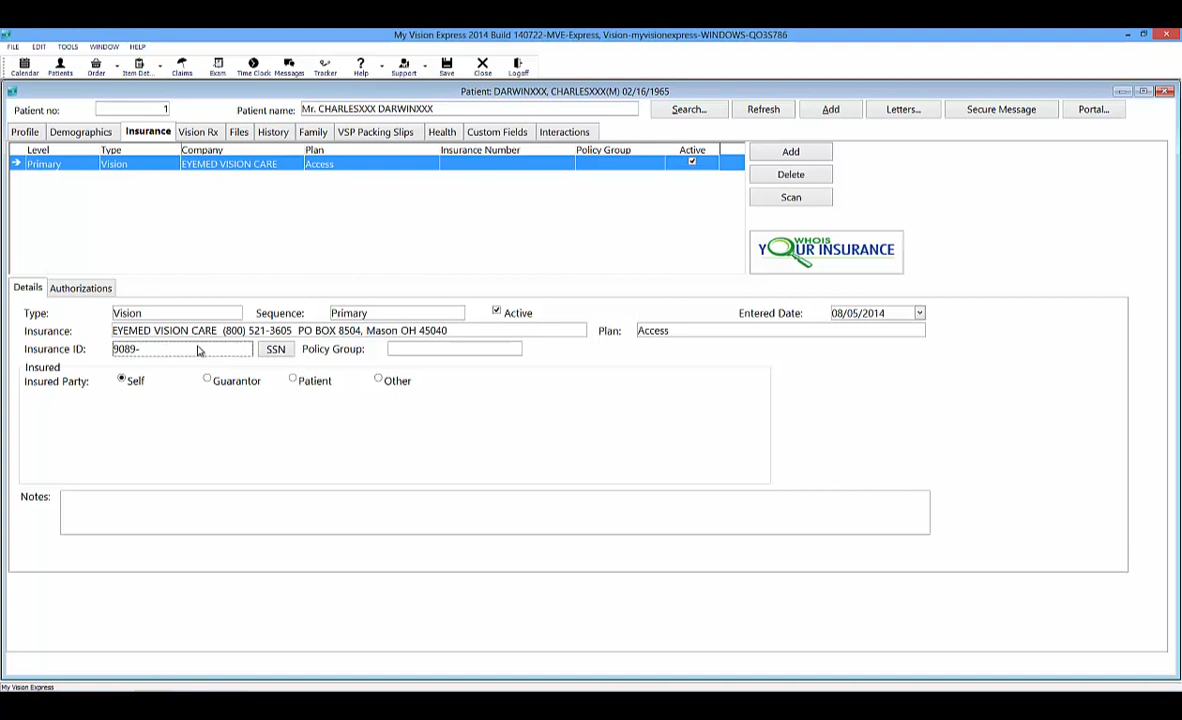 My Vision Express 2014 Build 140722-MVE-Express, Vision-myvisionexpress-WINDOWS-QO3S786
FILE EDIT TOOLS WINDOW HELP
Calendar Patients Order Item Det... Claims Exam Time Clock Messages Tracker Help Support Save Close Logoff
Patient: DARWINXXX, CHARLESXXX(M) 02/16/1965
Patient no: 1 Patient name: Mr. CHARLESXXX DARWINXXX Search... Refresh Add Letters... Secure Message Portal...
Profile Demographics Insurance Vision Rx Files History Family VSP Packing Slips Health Custom Fields Interactions
Level Type Company Plan Insurance Number Policy Group Active
Primary Vision EYEMED VISION CARE Access
Add
Delete
Scan
WHOIS
YOUR INSURANCE
Details Authorizations
Type: Vision Sequence: Primary Active Entered Date: 08/05/2014
Insurance: EYEMED VISION CARE (800) 521-3605 PO BOX 8504, Mason OH 45040 Plan: Access
Insurance ID: 9089- SSN Policy Group:
Insured
Insured Party: Self Guarantor Patient Other
Notes:
My Vision Express